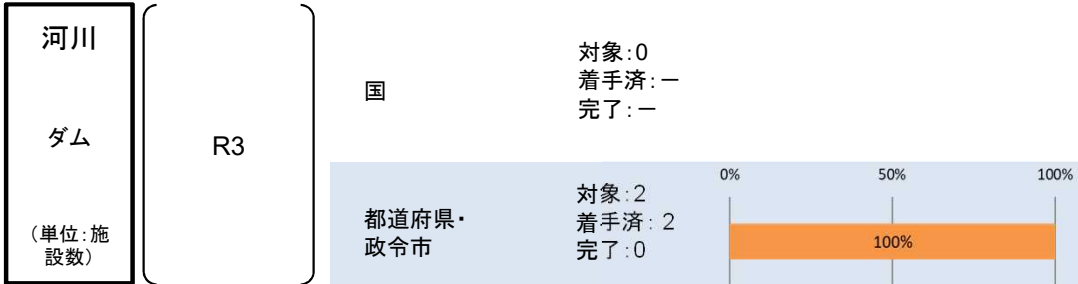 河川
ダム
（単位：施
設数）
R3
国
対象：0
着手済：－
完了：－
都道府県・
政令市
対象：2
着手済：2
完了：0
0%
50%
100%
100%